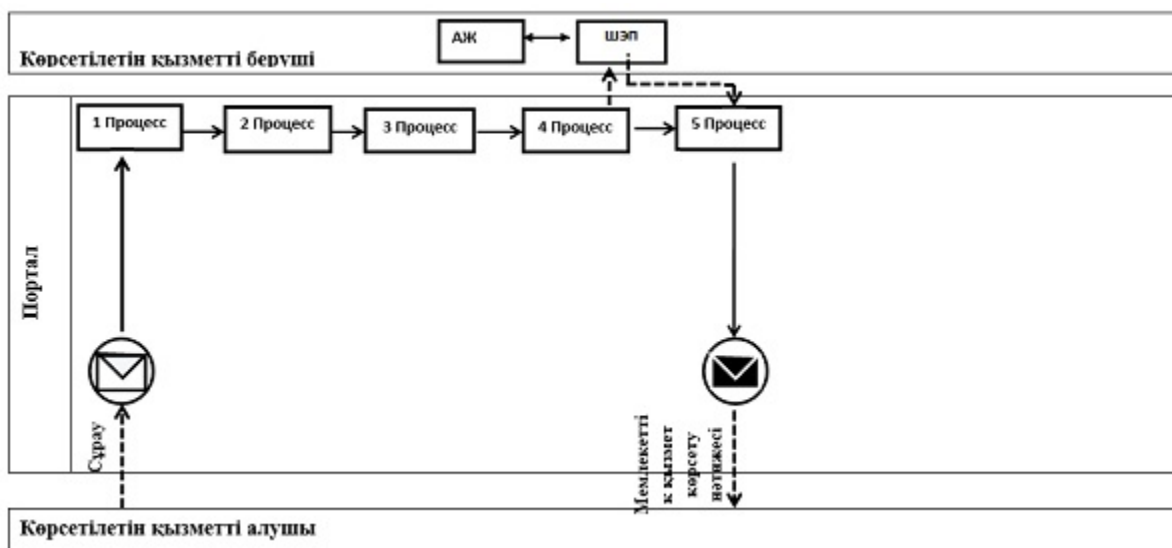 АЖ
ШЭП
Көрсетілетін қызметті беруші
1 Процесс
2 Процесс
3 Процесс
4 Процесс
5 Процесс
Портал
Сұрау
Мемлекетті
к қызмет
көрсету
нәтижесі
Көрсетілетін қызметті алушы